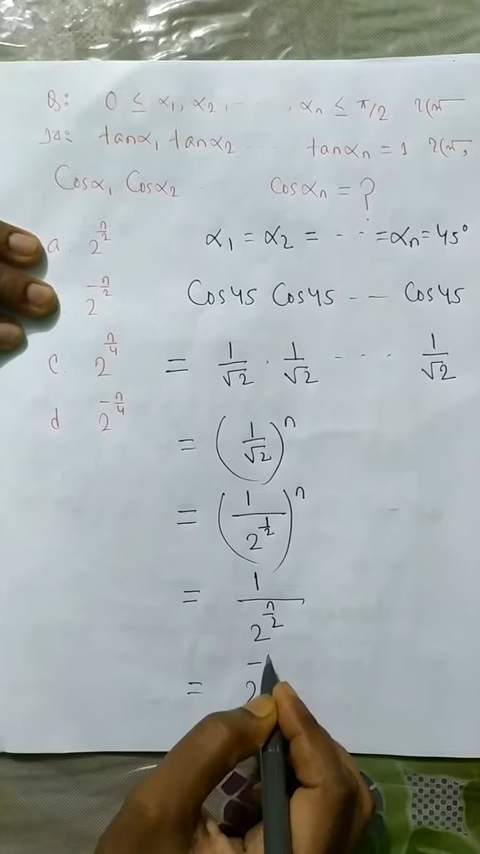 Q: 0 ≤ α₁, α₂, ...., αₙ ≤ π/2
tanα₁ tanα₂ .... tanαₙ = 1
Cosα₁ Cosα₂ .... cosαₙ = ?
a. 2^(n/2)
2^(-n/2)
c. 2^(n/4)
d 2^(-n/4)
α₁ = α₂ = .... = αₙ = 45°
Cos45 Cos45 -- Cos45
= 1/√2 . 1/√2 .... 1/√2
= (1/√2)^n
= (1/2^(1/2))^n
= 1/2^(n/2)
= 2^-